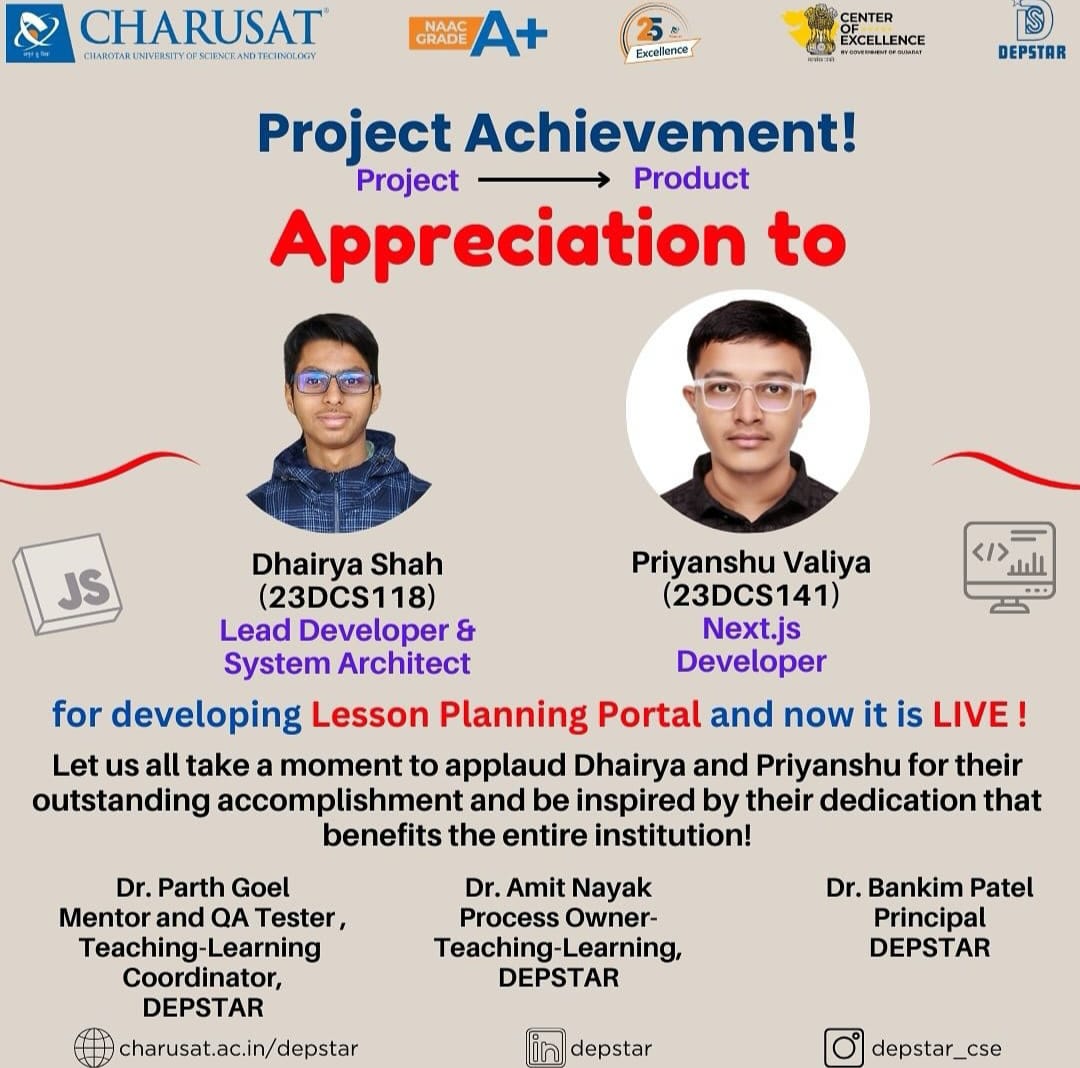 CHARUSAT
CHAROTAR UNIVERSITY OF SCIENCE AND TECHNOLOGY
NAAC
GRADE A+
25
Excellence
CENTER
OF
EXCELLENCE
BY GOVERNMENT OF GUJARAT
DEPSTAR
Project Achievement!
Project Product
Appreciation to
JS
</>
Dhairya Shah
(23DCS118)
Lead Developer &
System Architect
Priyanshu Valiya
(23DCS141)
Next.js
Developer
for developing Lesson Planning Portal and now it is LIVE !
Let us all take a moment to applaud Dhairya and Priyanshu for their
outstanding accomplishment and be inspired by their dedication that
benefits the entire institution!
Dr. Parth Goel
Mentor and QA Tester ,
Teaching-Learning
Coordinator,
DEPSTAR
Dr. Amit Nayak
Process Owner-
Teaching-Learning,
DEPSTAR
Dr. Bankim Patel
Principal
DEPSTAR
charusat.ac.in/depstar
in depstar
depstar_cse